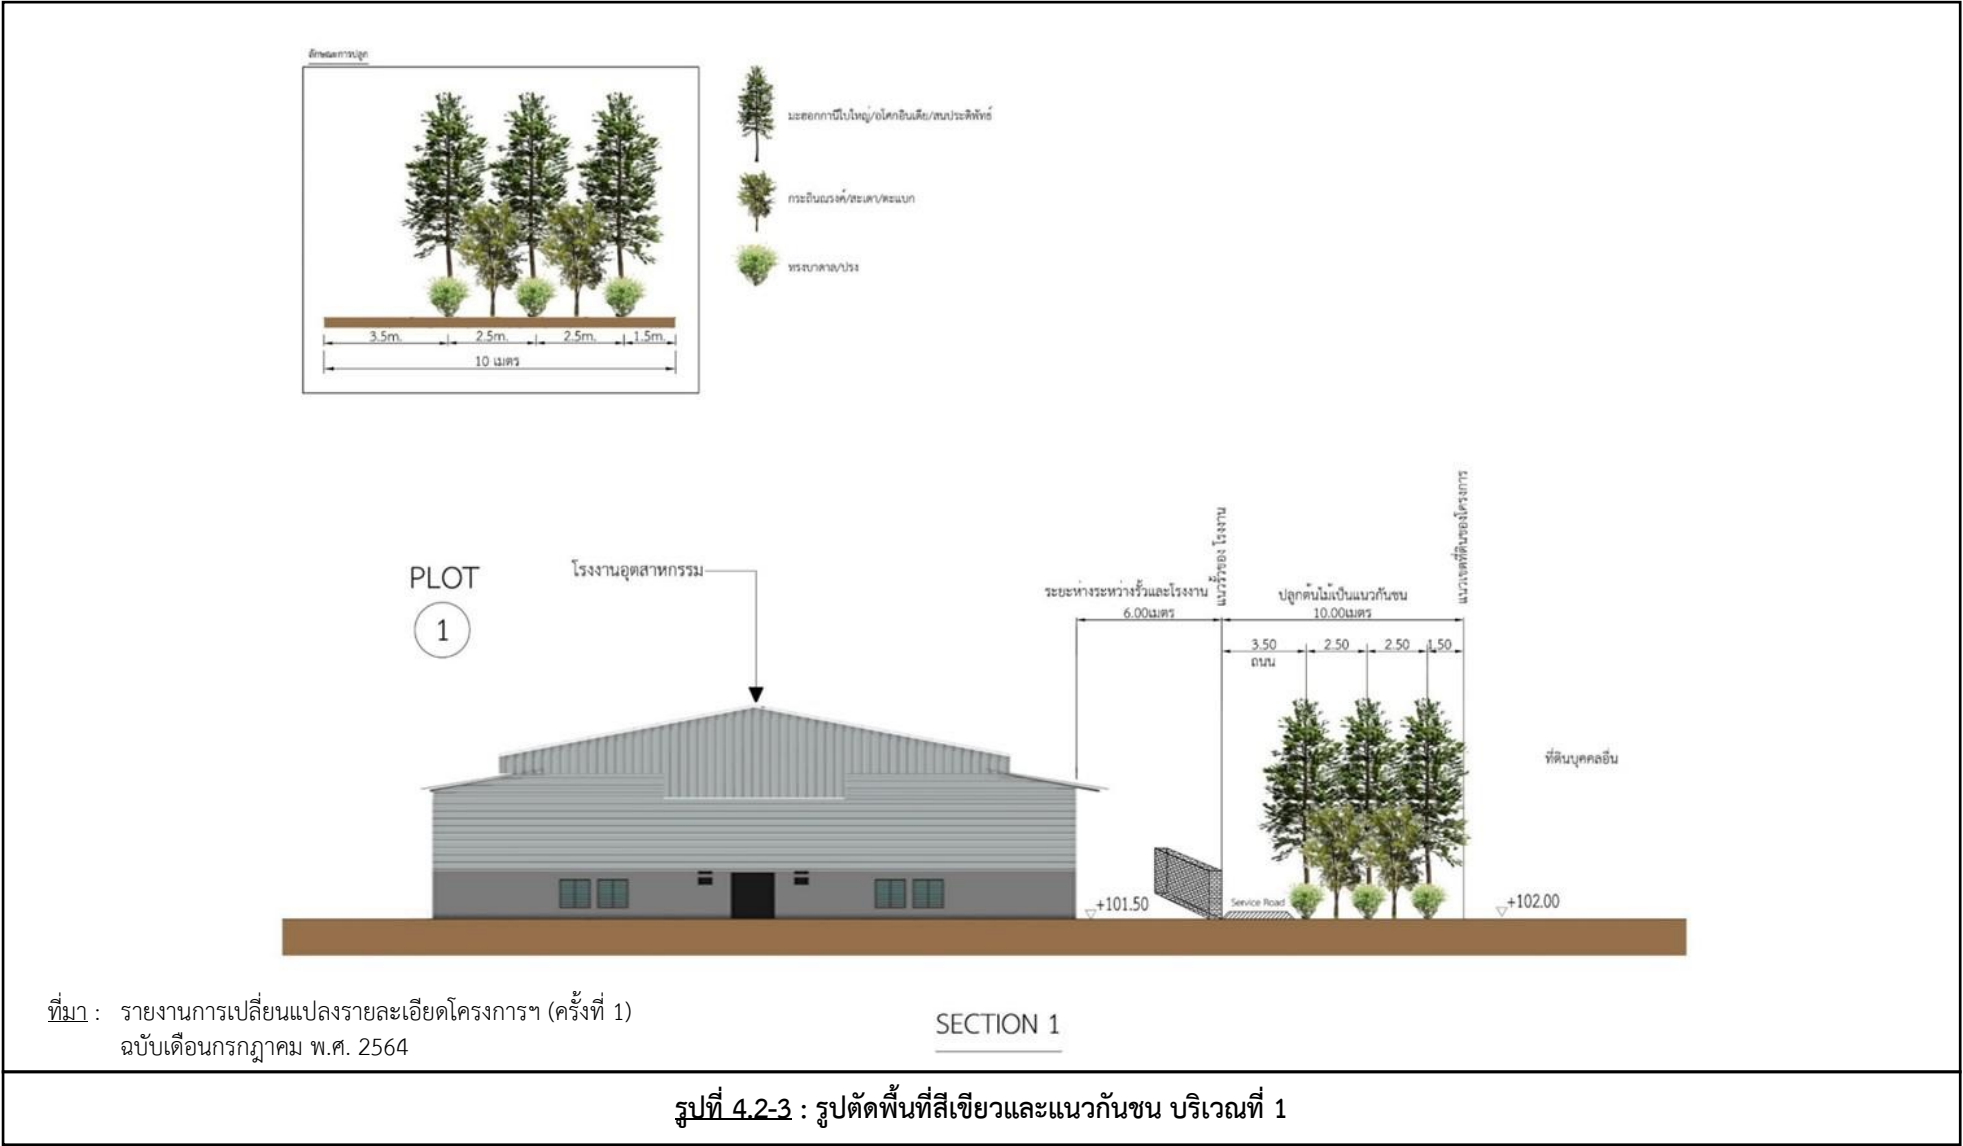 ลักษณะการปลูก
มะฮอกกานีใบใหญ่/อโศกอินเดีย/สนประดิพัทธ์
กระถินณรงค์/สะเดา/ตะแบก
ทรงบาดาล/ปรง
3.5m. 2.5m. 2.5m. 1.5m.
10 เมตร
PLOT
1
โรงงานอุตสาหกรรม
ระยะห่างระหว่างรั้วและโรงงาน
6.00เมตร
แนวรั้วของ โรงงาน
ปลูกต้นไม้เป็นแนวกันชน
10.00เมตร
แนวเขตที่ดินของโครงการ
3.50 2.50 2.50 1.50
ถนน
ที่ดินบุคคลอื่น
+101.50
Service Road
+102.00
ที่มา : รายงานการเปลี่ยนแปลงรายละเอียดโครงการฯ (ครั้งที่ 1)
ฉบับเดือนกรกฎาคม พ.ศ. 2564
SECTION 1
รูปที่ 4.2-3 : รูปตัดพื้นที่สีเขียวและแนวกันชน บริเวณที่ 1